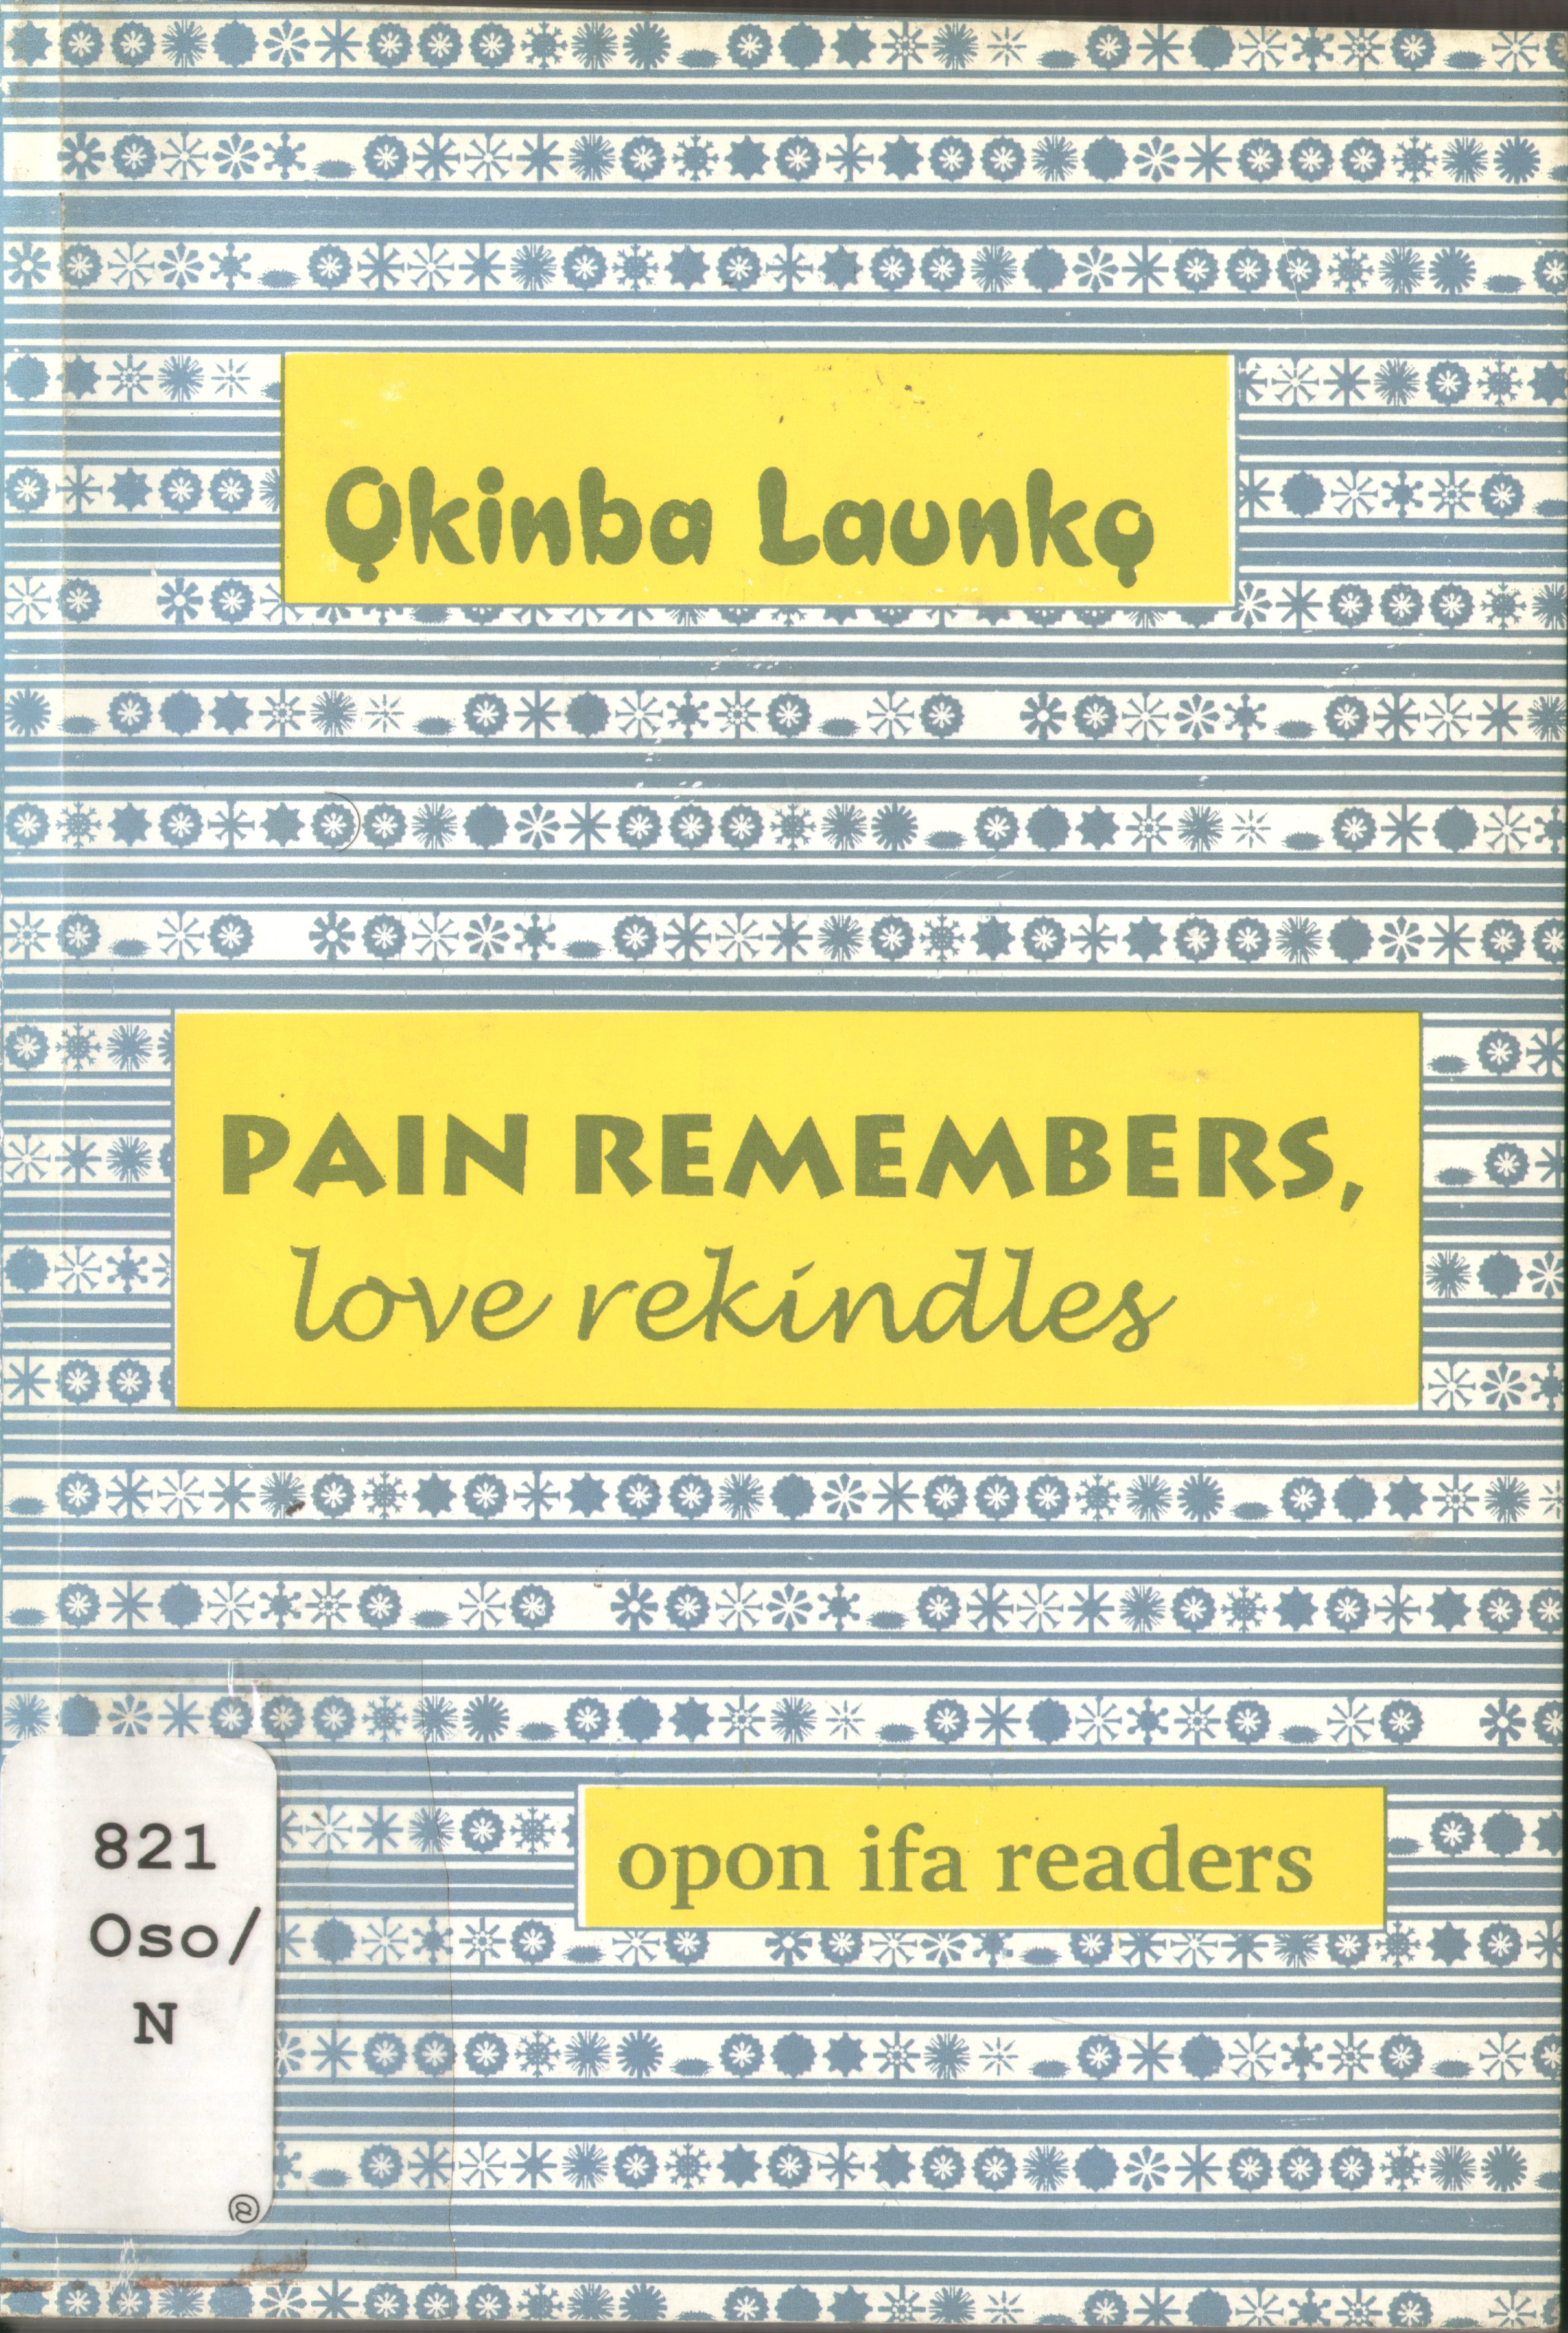 Ọkinba Launkọ
PAIN REMEMBERS,
love rekindles
opon ifa readers
821
Oso/
N
@